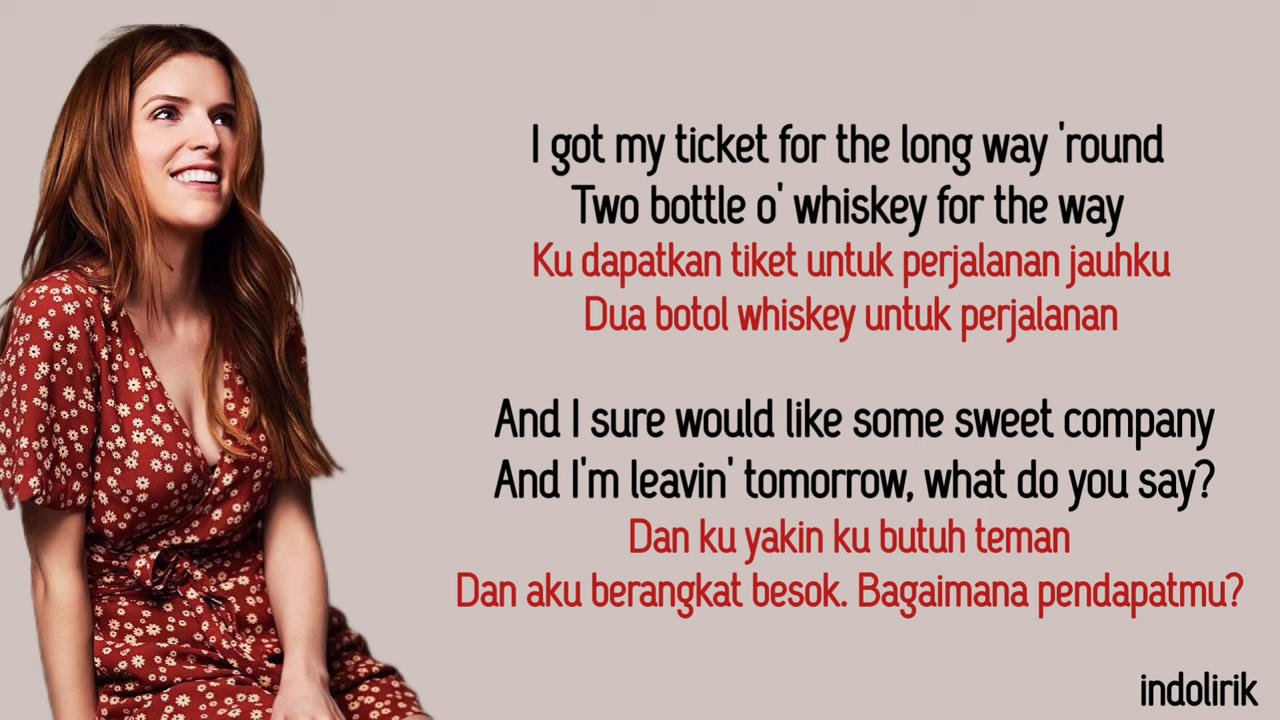 I got my ticket for the long way 'round
Two bottle o' whiskey for the way
Ku dapatkan tiket untuk perjalanan jauhku
Dua botol whiskey untuk perjalanan
And I sure would like some sweet company
And I'm leavin' tomorrow, what do you say?
Dan ku yakin ku butuh teman
Dan aku berangkat besok. Bagaimana pendapatmu?
indolirik